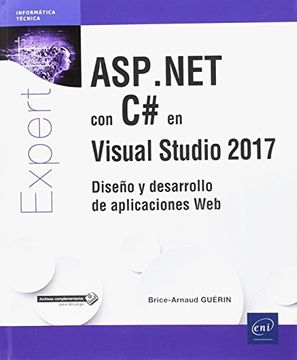 INFORMÁTICA
TÉCNICA
Expert
ASP.NET
con C# en
Visual Studio 2017
Diseño y desarrollo
de aplicaciones Web
Archivos complementarios
para descarga
Brice-Arnaud GUÉRIN
eni